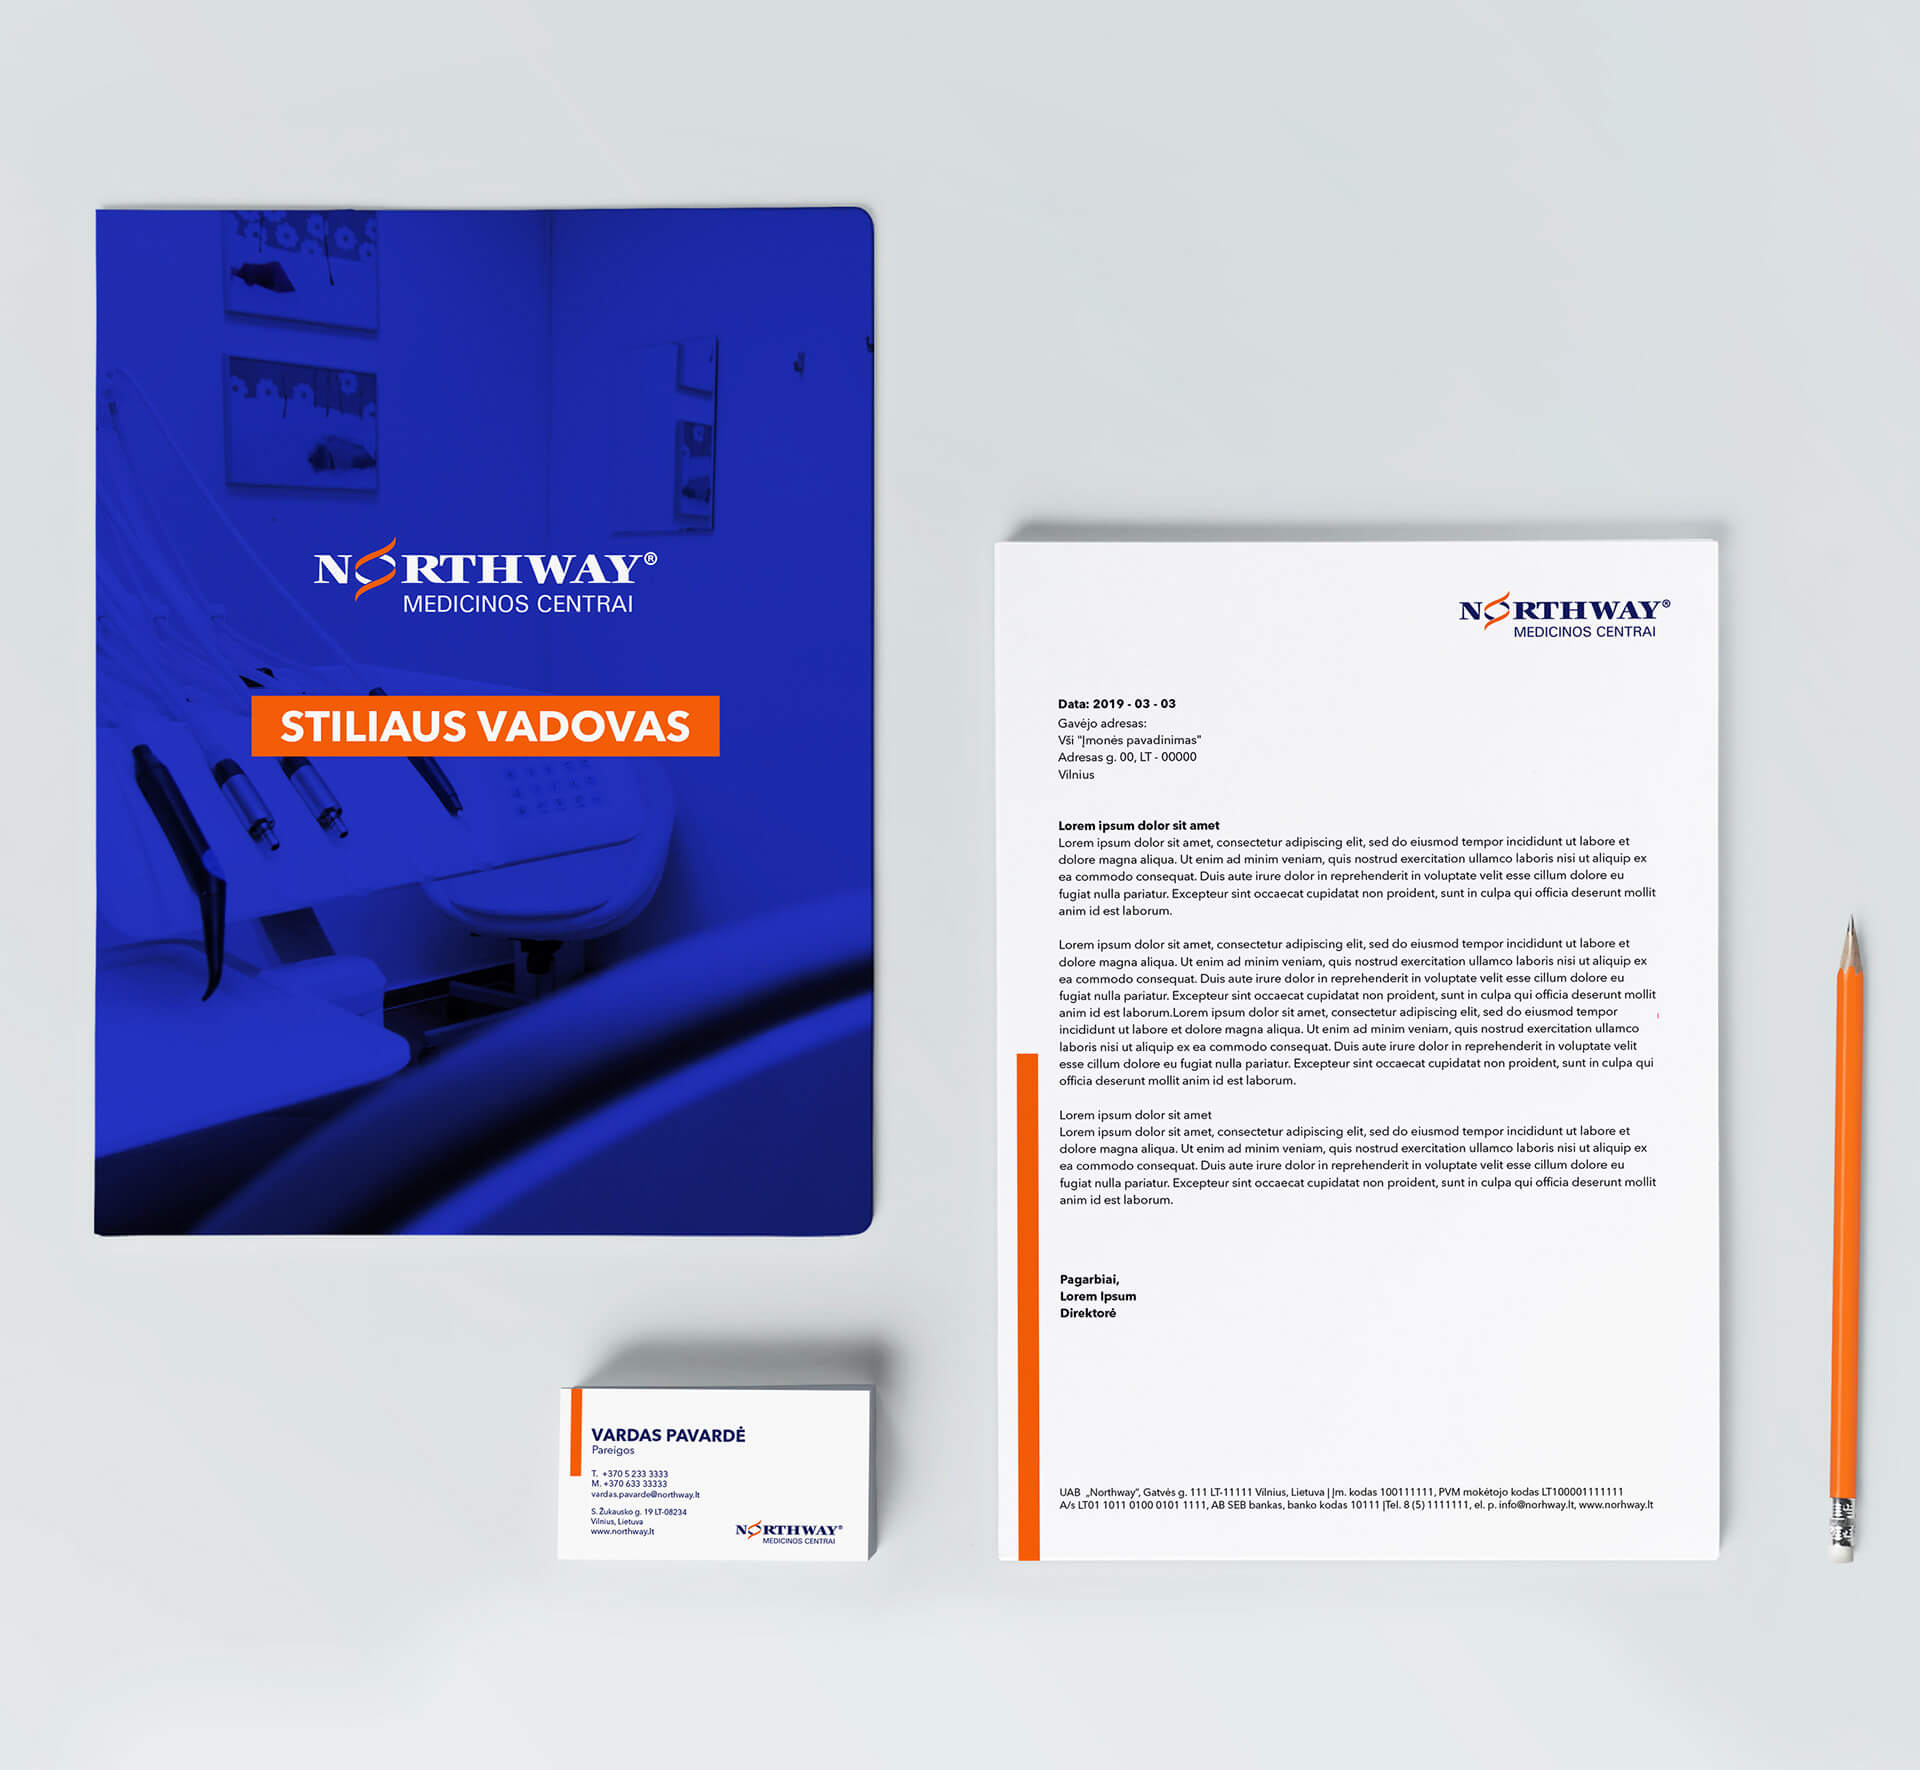 NORTHWAY®
MEDICINOS CENTRAI
STILIAUS VADOVAS
NORTHWAY®
MEDICINOS CENTRAI
Data: 2019 - 03 - 03
Gavėjo adresas:
Vši "Įmonės pavadinimas"
Adresas g. 00, LT - 00000
Vilnius
Lorem ipsum dolor sit amet
Lorem ipsum dolor sit amet, consectetur adipiscing elit, sed do eiusmod tempor incididunt ut labore et
dolore magna aliqua. Ut enim ad minim veniam, quis nostrud exercitation ullamco laboris nisi ut aliquip ex
ea commodo consequat. Duis aute irure dolor in reprehenderit in voluptate velit esse cillum dolore eu
fugiat nulla pariatur. Excepteur sint occaecat cupidatat non proident, sunt in culpa qui officia deserunt mollit
anim id est laborum.
Lorem ipsum dolor sit amet, consectetur adipiscing elit, sed do eiusmod tempor incididunt ut labore et
dolore magna aliqua. Ut enim ad minim veniam, quis nostrud exercitation ullamco laboris nisi ut aliquip ex
ea commodo consequat. Duis aute irure dolor in reprehenderit in voluptate velit esse cillum dolore eu
fugiat nulla pariatur. Excepteur sint occaecat cupidatat non proident, sunt in culpa qui officia deserunt mollit
anim id est laborum.Lorem ipsum dolor sit amet, consectetur adipiscing elit, sed do eiusmod tempor
incididunt ut labore et dolore magna aliqua. Ut enim ad minim veniam, quis nostrud exercitation ullamco
laboris nisi ut aliquip ex ea commodo consequat. Duis aute irure dolor in reprehenderit in voluptate velit
esse cillum dolore eu fugiat nulla pariatur. Excepteur sint occaecat cupidatat non proident, sunt in culpa qui
officia deserunt mollit anim id est laborum.
Lorem ipsum dolor sit amet
Lorem ipsum dolor sit amet, consectetur adipiscing elit, sed do eiusmod tempor incididunt ut labore et
dolore magna aliqua. Ut enim ad minim veniam, quis nostrud exercitation ullamco laboris nisi ut aliquip ex
ea commodo consequat. Duis aute irure dolor in reprehenderit in voluptate velit esse cillum dolore eu
fugiat nulla pariatur. Excepteur sint occaecat cupidatat non proident, sunt in culpa qui officia deserunt mollit
anim id est laborum.
Pagarbiai,
Lorem Ipsum
Direktorė
UAB „Northway“, Gatvės g. 111 LT-11111 Vilnius, Lietuva | Įm. kodas 100111111, PVM mokėtojo kodas LT100001111111
A/s LT01 1011 0100 0101 1111, AB SEB bankas, banko kodas 10111 |Tel. 8 (5) 1111111, el. p. info@norhway.lt, www.norhway.lt
VARDAS PAVARDĖ
Pareigos
T. +370 5 233 3333
M. +370 633 33333
vardas.pavarde@northway.lt
S. Žukausko g. 19 LT-08234
Vilnius, Lietuva
www.northway.lt
NORTHWAY®
MEDICINOS CENTRAI